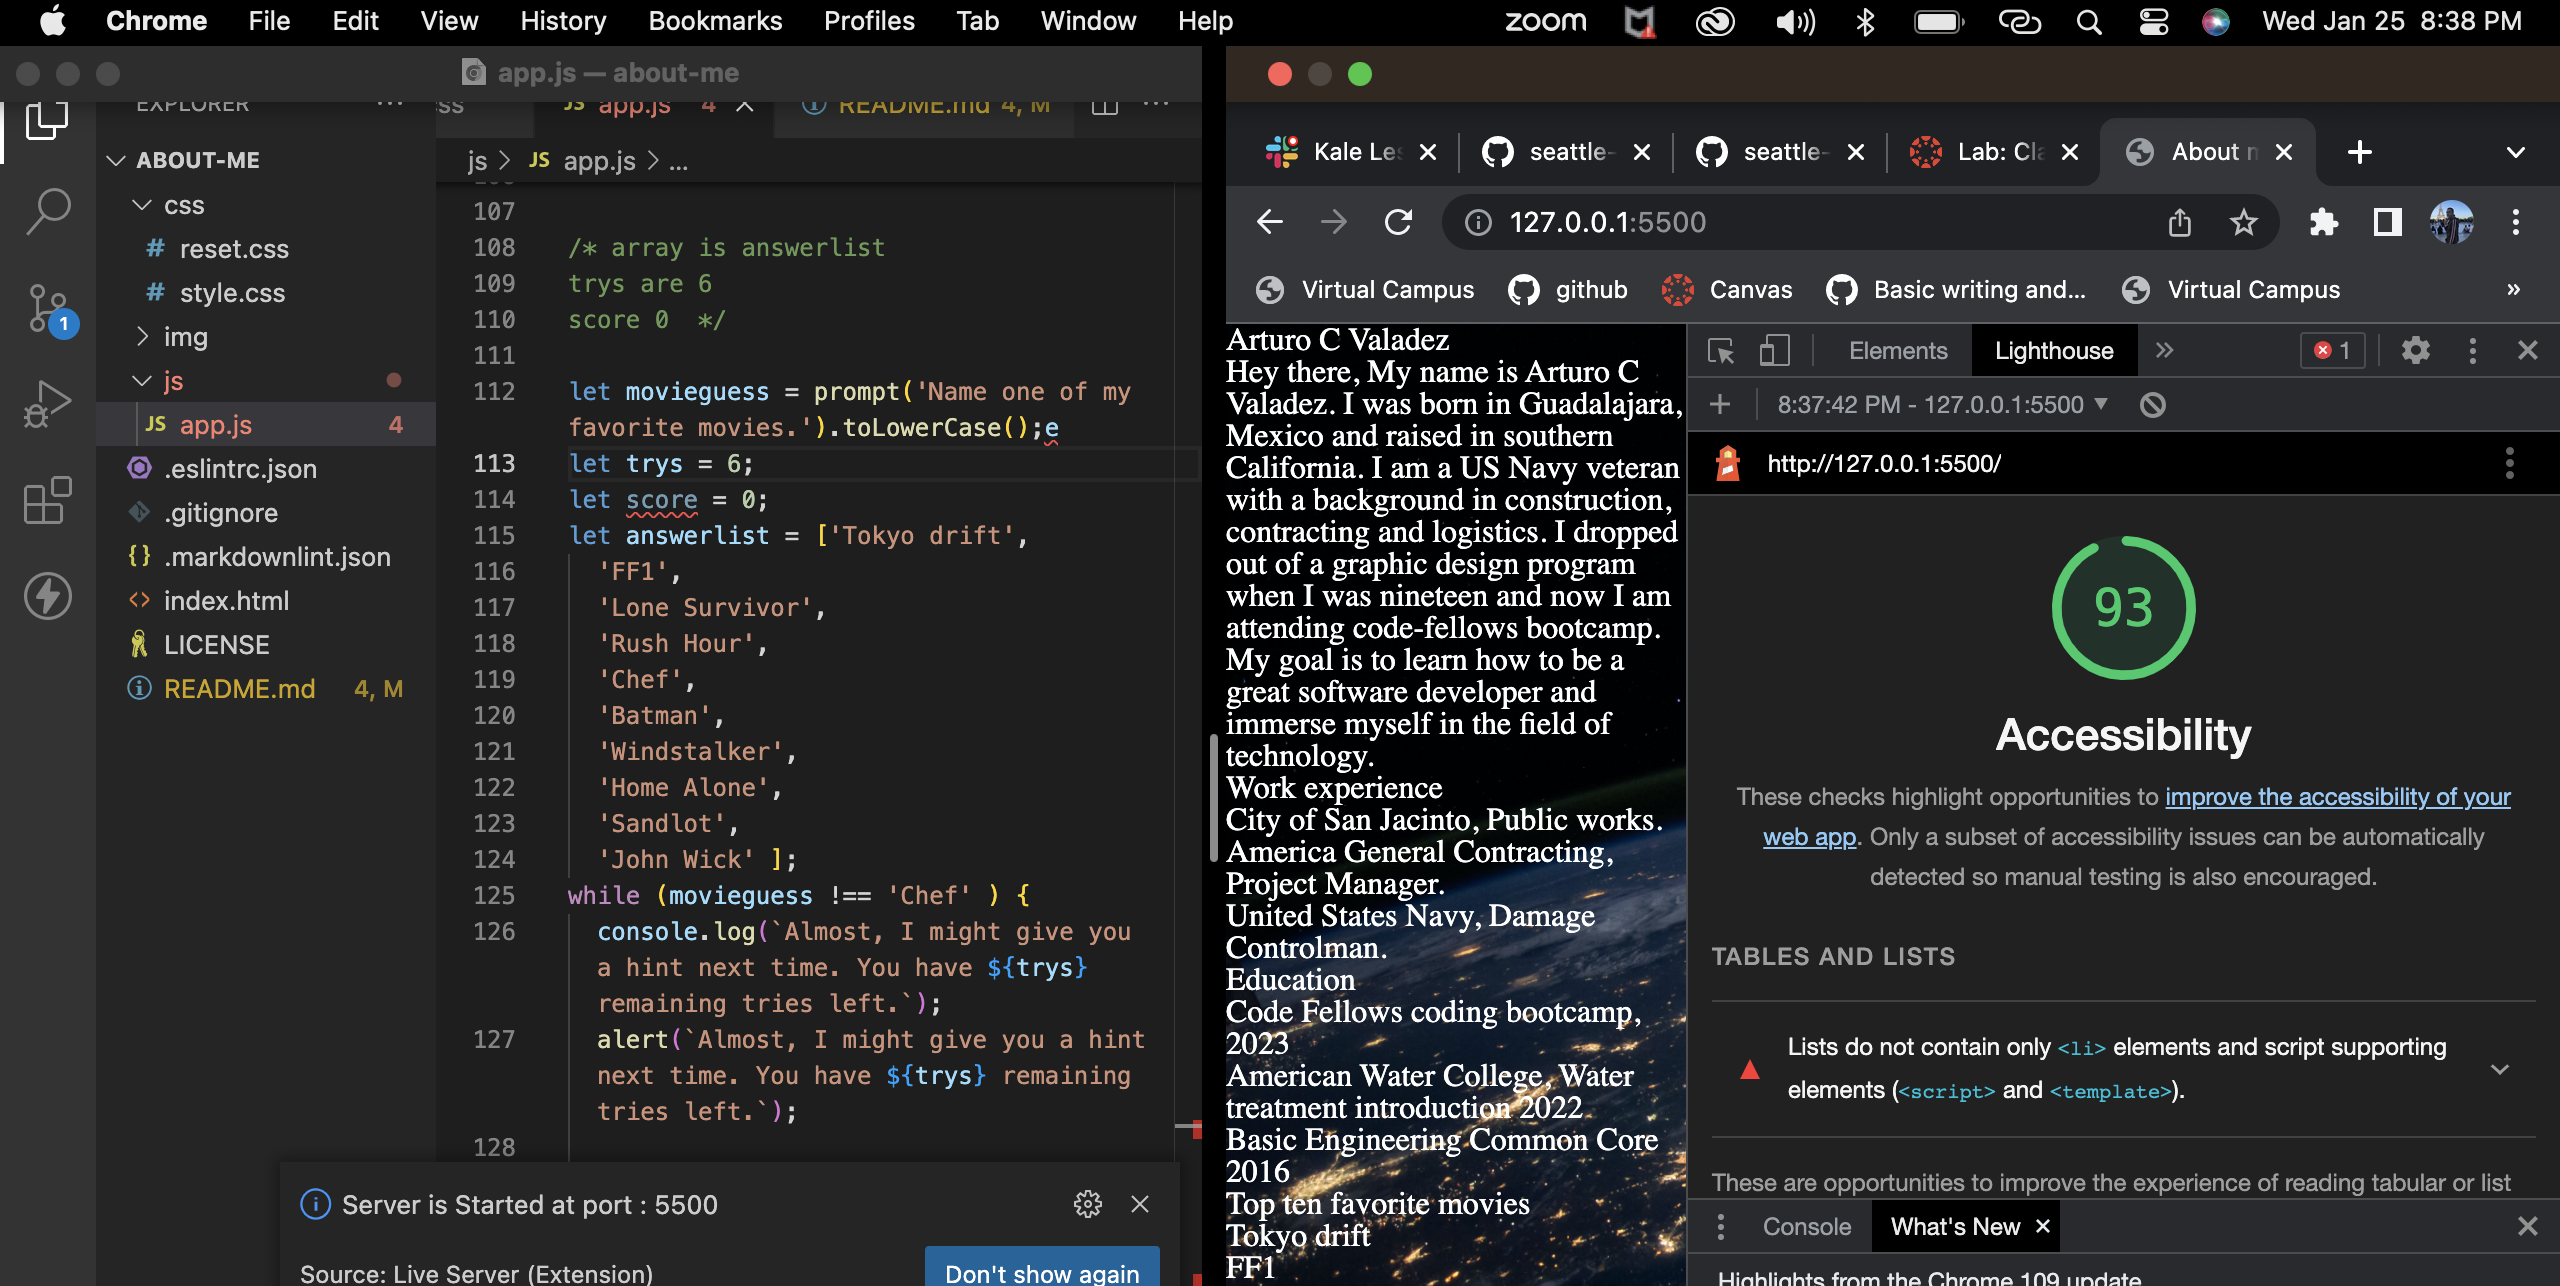 Chrome File Edit View History Bookmarks Profiles Tab Window Help zoom Wed Jan 25 8:38 PM
app.js — about-me
EXPLORER ...
ABOUT-ME
css
# reset.css
# style.css
img
js
JS app.js 4
.eslintrc.json
.gitignore
{} .markdownlint.json
<> index.html
LICENSE
README.md 4, M
1
ss JS app.js 4 README.md 4, M ...
js > JS app.js > ...
107
108 /* array is answerlist
109 trys are 6
110 score 0 */
111
112 let movieguess = prompt('Name one of my
favorite movies.').toLowerCase();e
113 let trys = 6;
114 let score = 0;
115 let answerlist = ['Tokyo drift',
116 'FF1',
117 'Lone Survivor',
118 'Rush Hour',
119 'Chef',
120 'Batman',
121 'Windstalker',
122 'Home Alone',
123 'Sandlot',
124 'John Wick' ];
125 while (movieguess !== 'Chef' ) {
126 console.log(`Almost, I might give you
a hint next time. You have ${trys}
remaining tries left.`);
127 alert(`Almost, I might give you a hint
next time. You have ${trys} remaining
tries left.`);
128
Server is Started at port : 5500
Source: Live Server (Extension) Don't show again
Kale Les seattle- seattle- Lab: Cla About m
127.0.0.1:5500
Virtual Campus github Canvas Basic writing and... Virtual Campus »
Arturo C Valadez
Hey there, My name is Arturo C
Valadez. I was born in Guadalajara,
Mexico and raised in southern
California. I am a US Navy veteran
with a background in construction,
contracting and logistics. I dropped
out of a graphic design program
when I was nineteen and now I am
attending code-fellows bootcamp.
My goal is to learn how to be a
great software developer and
immerse myself in the field of
technology.
Work experience
City of San Jacinto, Public works.
America General Contracting,
Project Manager.
United States Navy, Damage
Controlman.
Education
Code Fellows coding bootcamp,
2023
American Water College, Water
treatment introduction 2022
Basic Engineering Common Core
2016
Top ten favorite movies
Tokyo drift
FF1
Elements Lighthouse » 1
8:37:42 PM - 127.0.0.1:5500
http://127.0.0.1:5500/
93
Accessibility
These checks highlight opportunities to improve the accessibility of your
web app. Only a subset of accessibility issues can be automatically
detected so manual testing is also encouraged.
TABLES AND LISTS
Lists do not contain only <li> elements and script supporting
elements (<script> and <template>).
These are opportunities to improve the experience of reading tabular or list
Console What's New
Highlights from the Chrome 109 update